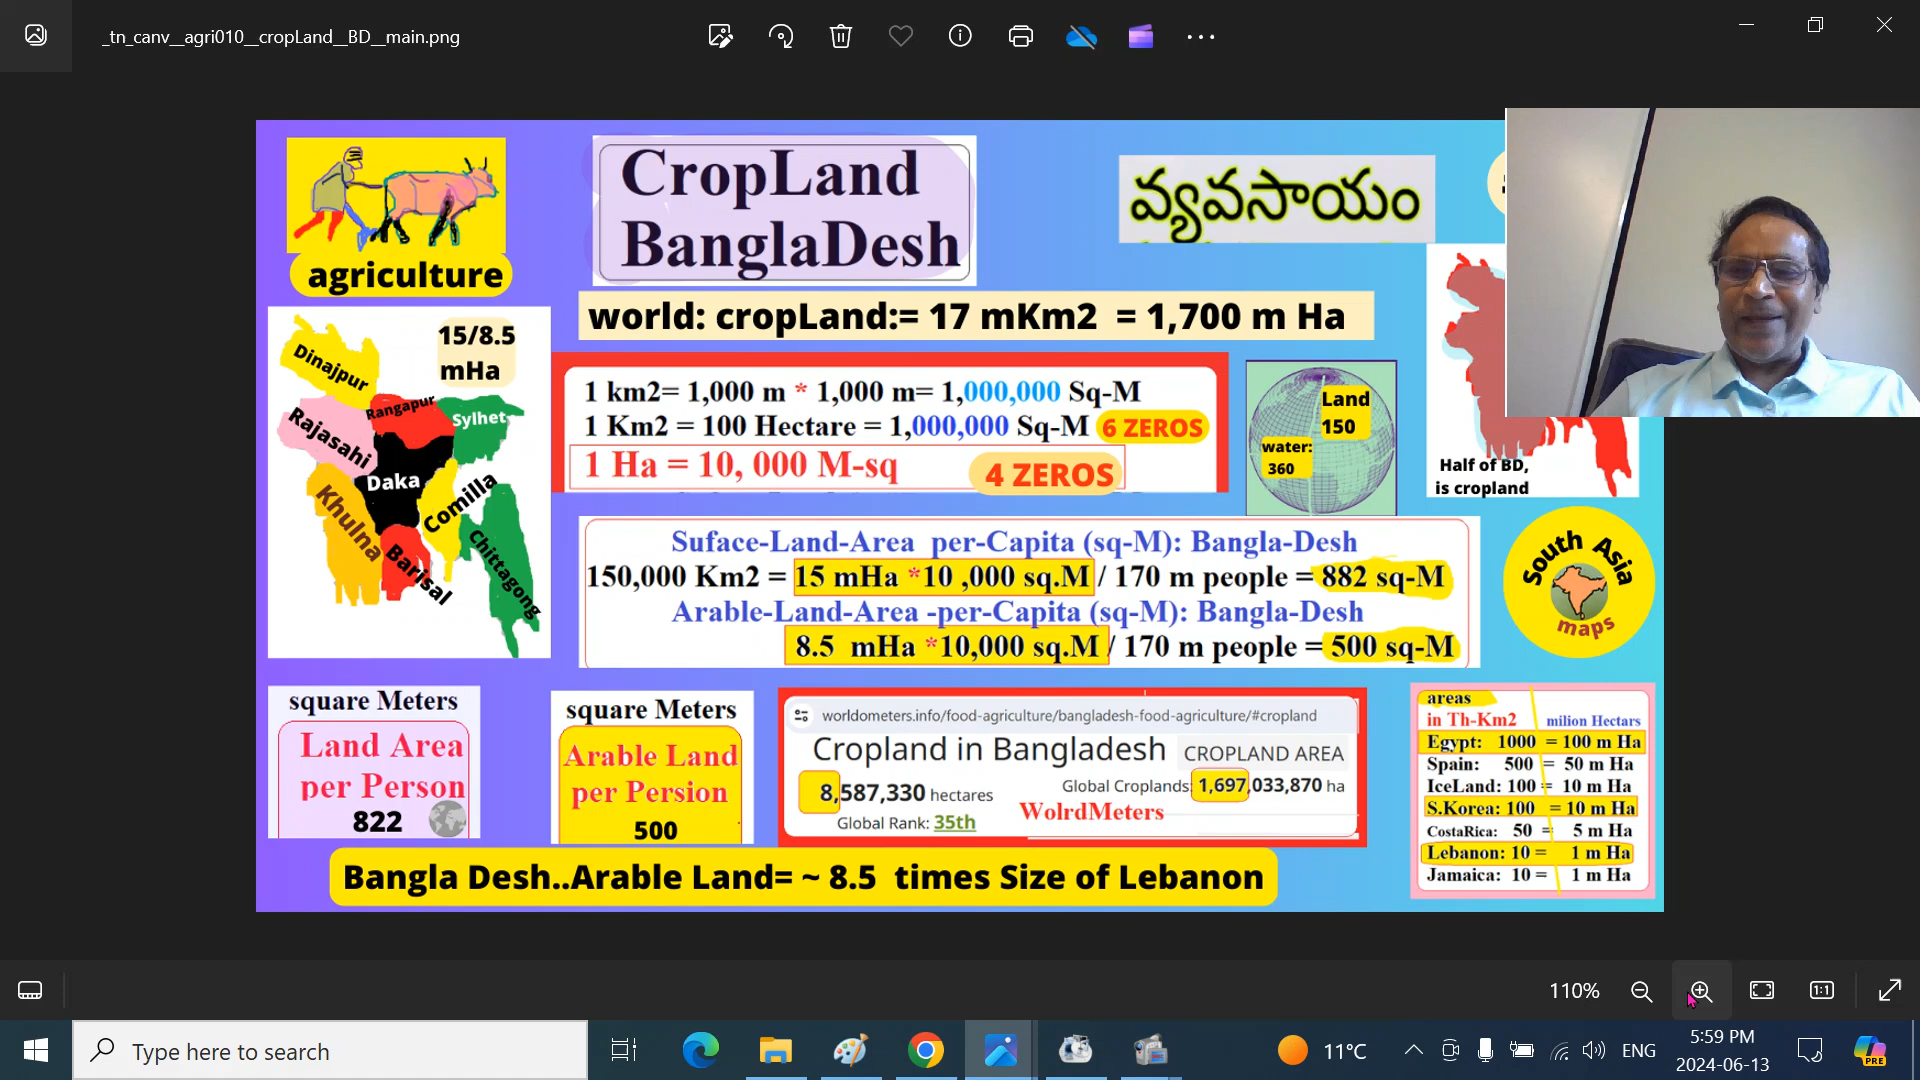 _tn_canv__agri010__cropLand__BD__main.png
agriculture
CropLand
BanglaDesh
వ్యవసాయం
world: cropLand:= 17 mKm2 = 1,700 m Ha
15/8.5
mHa
Dinajpur
Rangapur
Rajasahi
Sylhet
Daka
Khulna
Comilla
Barisal
Chittagong
1 km2= 1,000 m * 1,000 m= 1,000,000 Sq-M
1 Km2 = 100 Hectare = 1,000,000 Sq-M 6 ZEROS
1 Ha = 10, 000 M-sq 4 ZEROS
Land
150
water:
360
Half of BD,
is cropland
Suface-Land-Area per-Capita (sq-M): Bangla-Desh
150,000 Km2 = 15 mHa *10 ,000 sq.M / 170 m people = 882 sq-M
Arable-Land-Area -per-Capita (sq-M): Bangla-Desh
8.5 mHa *10,000 sq.M / 170 m people = 500 sq-M
South Asia
maps
square Meters
Land Area
per Person
822
square Meters
Arable Land
per Persion
500
worldometers.info/food-agriculture/bangladesh-food-agriculture/#cropland
Cropland in Bangladesh CROPLAND AREA
8,587,330 hectares
Global Croplands: 1,697,033,870 ha
Global Rank: 35th
WolrdMeters
areas
in Th-Km2 milion Hectars
Egypt: 1000 = 100 m Ha
Spain: 500 = 50 m Ha
IceLand: 100 = 10 m Ha
S.Korea: 100 = 10 m Ha
CostaRica: 50 = 5 m Ha
Lebanon: 10 = 1 m Ha
Jamaica: 10 = 1 m Ha
Bangla Desh..Arable Land= ~ 8.5 times Size of Lebanon
110%
1:1
Type here to search
11°C
ENG
5:59 PM
2024-06-13
PRE